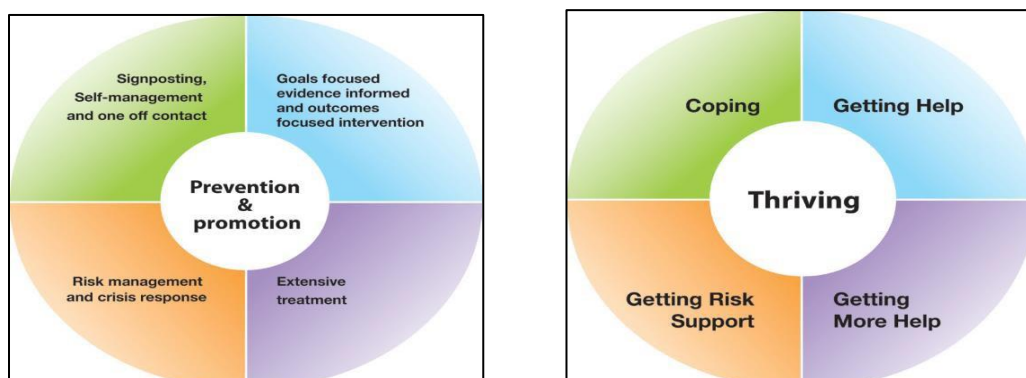 Signposting,
Self-management
and one off contact
Goals focused
evidence informed
and outcomes
focused intervention
Prevention
&
promotion
Risk management
and crisis response
Extensive
treatment
Coping
Getting Help
Thriving
Getting Risk
Support
Getting
More Help